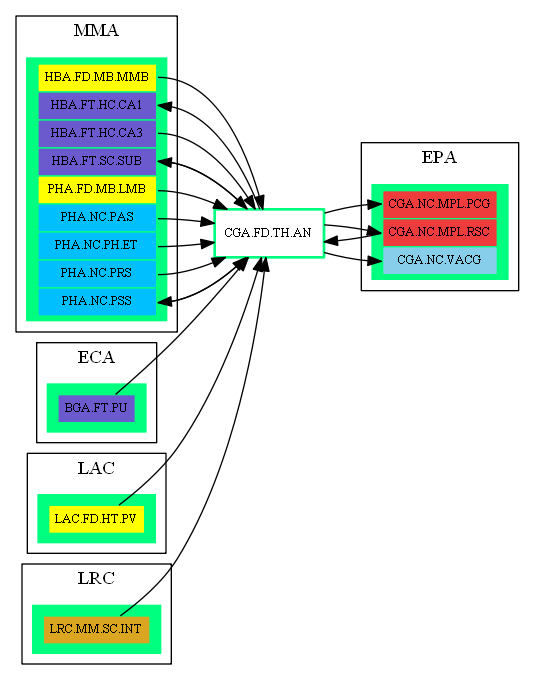 MMA
HBA.FD.MB.MMB
HBA.FT.HC.CA1
HBA.FT.HC.CA3
HBA.FT.SC.SUB
PHA.FD.MB.LMB
PHA.NC.PAS
PHA.NC.PH.ET
PHA.NC.PRS
PHA.NC.PSS
CGA.FD.TH.AN
EPA
CGA.NC.MPL.PCG
CGA.NC.MPL.RSC
CGA.NC.VACG
ECA
BGA.FT.PU
LAC
LAC.FD.HT.PV
LRC
LRC.MM.SC.INT